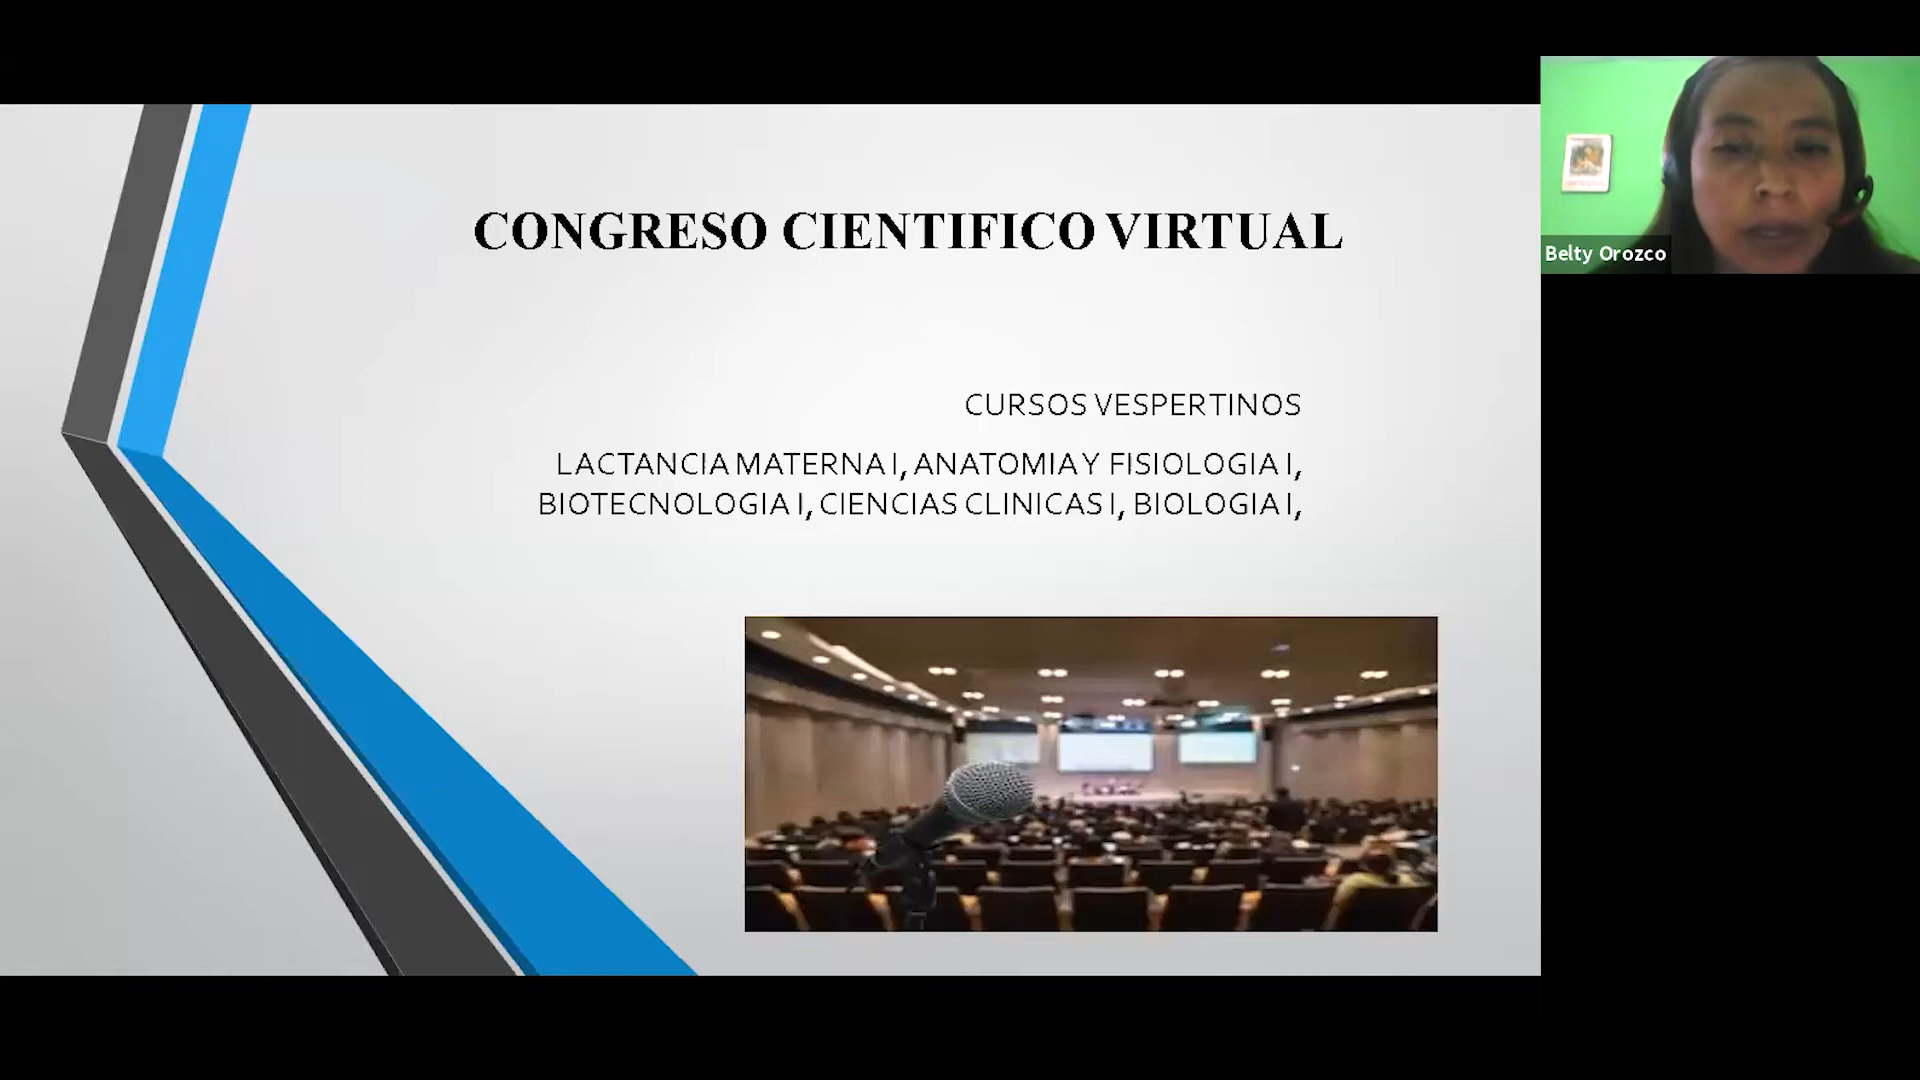 CONGRESO CIENTIFICO VIRTUAL
CURSOS VESPERTINOS
LACTANCIA MATERNA I, ANATOMIA Y FISIOLOGIA I,
BIOTECNOLOGIA I, CIENCIAS CLINICAS I, BIOLOGIA I,
Belty Orozco